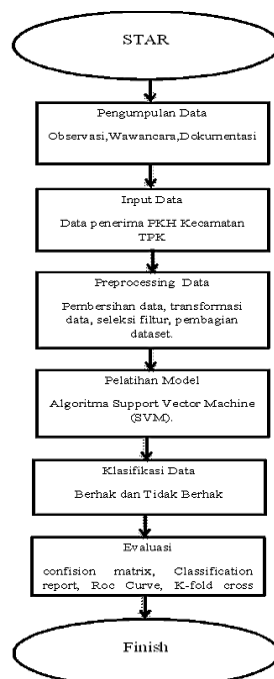 STAR
Pengumpulan Data
Observasi,Wawancara,Dokumentasi
Input Data
Data penerima PKH Kecamatan
TPK
Preprocessing Data
Pembersihan data, transformasi
data, seleksi filtur, pembagian
dataset.
Pelatihan Model
Algoritma Support Vector Machine
(SVM).
Klasifikasi Data
Berhak dan Tidak Berhak
Evaluasi
confision matrix, Classification
report, Roc Curve, K-fold cross
Finish